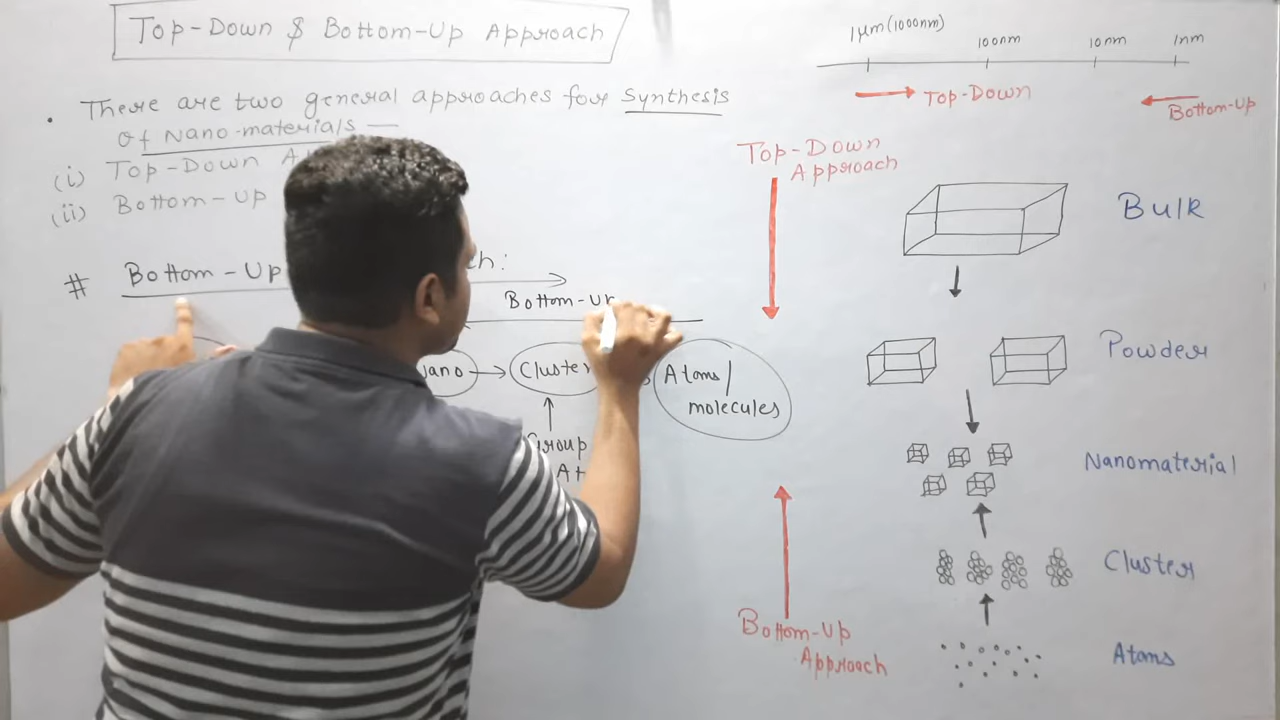 Top-Down & Bottom-Up Approach
• There are two general approaches for Synthesis
of Nano-materials —
(i) Top-Down A
(ii) Bottom-Up
# Bottom-Up ch:
Bottom-Up
ano → Cluster Atoms/
molecules
Group
At
1μm (1000nm) 100nm 10nm 1nm
Top-Down
Bottom-Up
Top-Down
Approach
Bulk
Powder
Nanomaterial
Cluster
Bottom-Up
Approach
Atoms